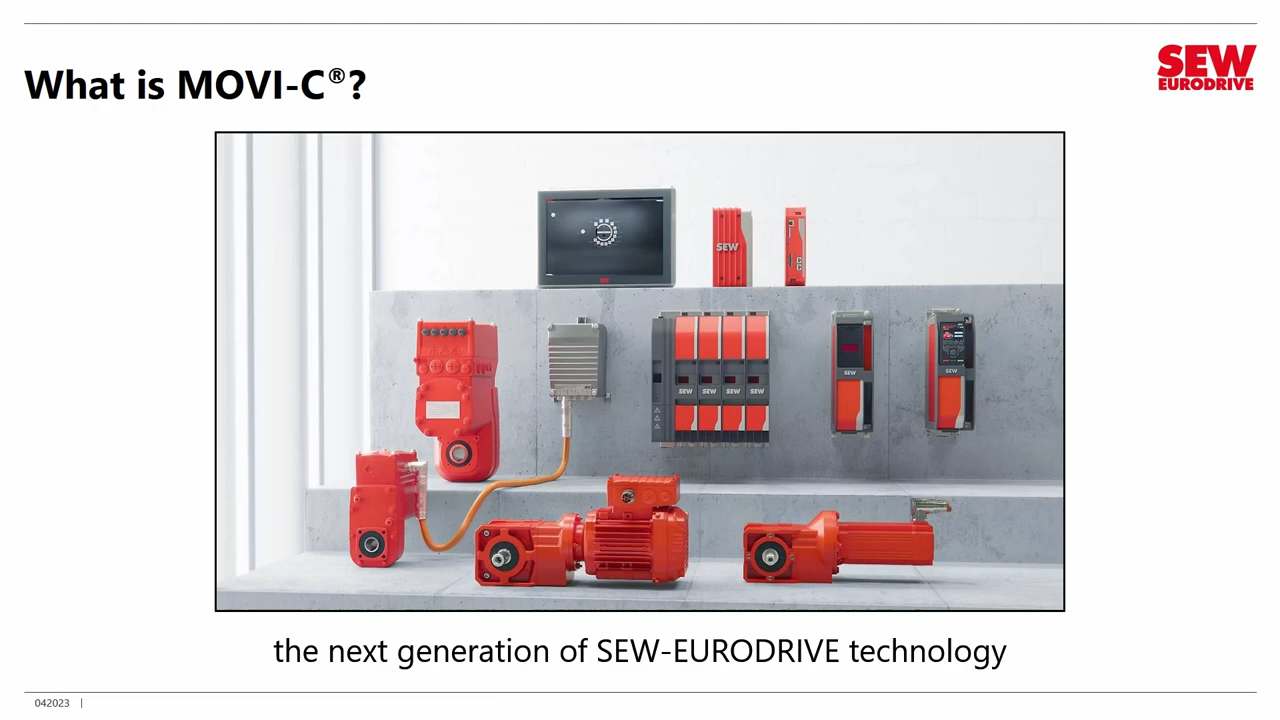 What is MOVI-C®?
SEW
EURODRIVE
SEW
SEW
SEW
SEW
SEW
SEW
SEW
the next generation of SEW-EURODRIVE technology
042023 |